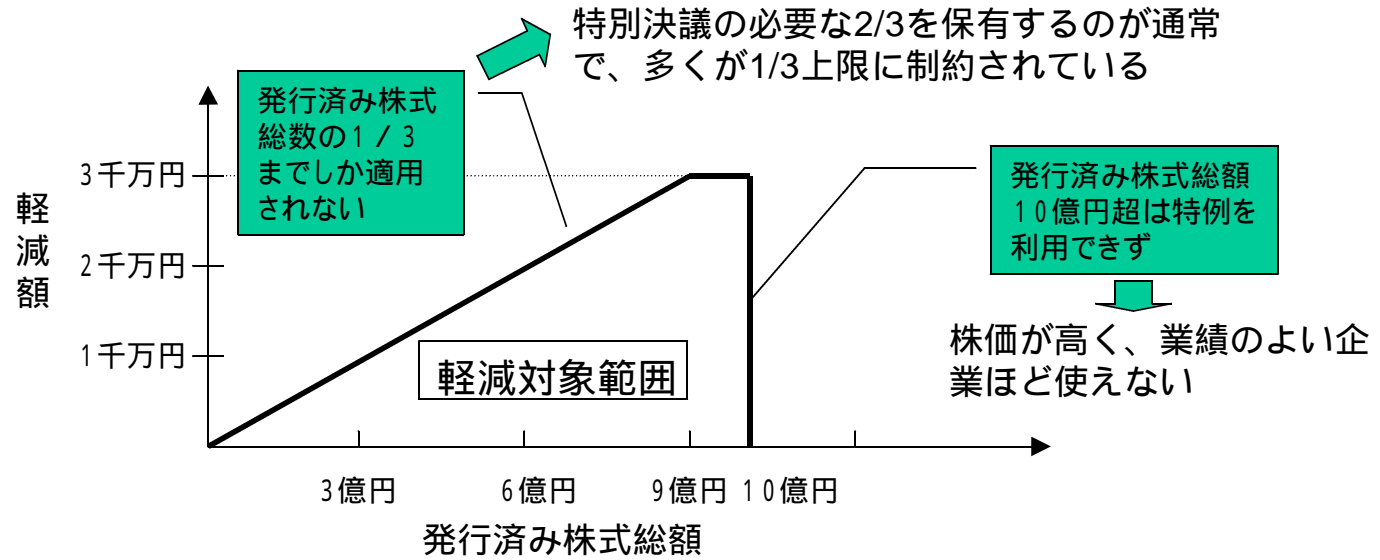 特別決議の必要な2/3を保有するのが通常
で、多くが1/3上限に制約されている
発行済み株式
総数の1/3
までしか適用
されない
3千万円
2千万円
1千万円
軽減額
発行済み株式総額
10億円超は特例を
利用できず
株価が高く、業績のよい企
業ほど使えない
軽減対象範囲
3億円
6億円
9億円
10億円
発行済み株式総額